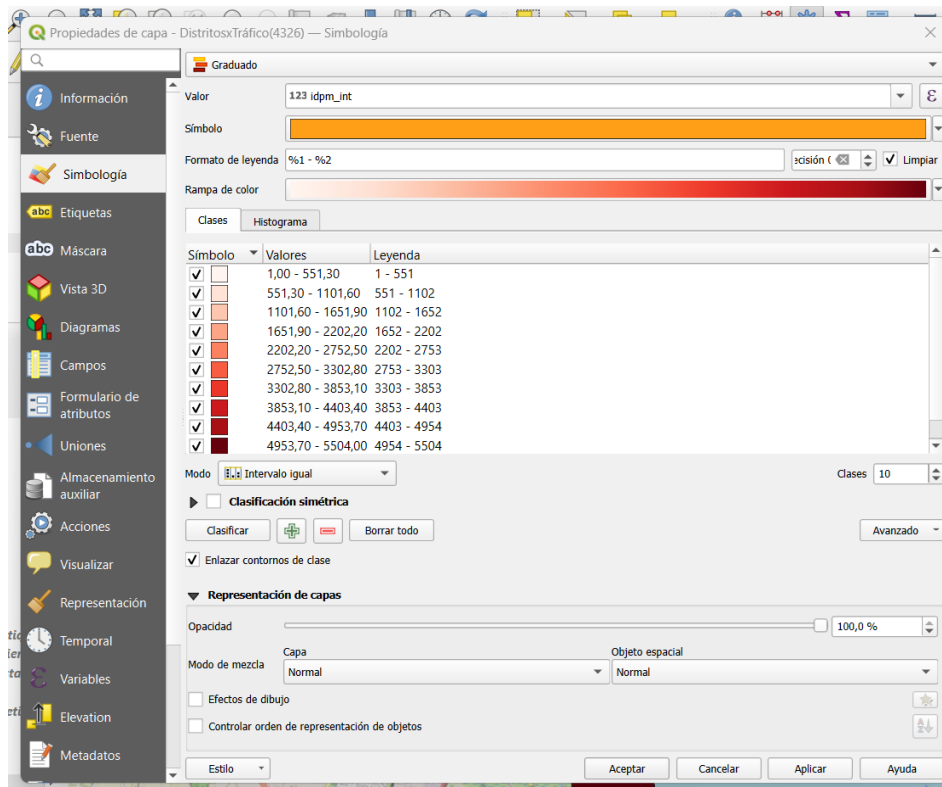 Propiedades de capa - DistritosxTráfico(4326) — Simbología
Graduado
Información
Fuente
Simbología
abc Etiquetas
abc Máscara
Vista 3D
Diagramas
Campos
Formulario de
atributos
Uniones
Almacenamiento
auxiliar
Acciones
Visualizar
Representación
Temporal
Variables
Elevation
Metadatos
Valor 123 idpm_int ε
Símbolo
Formato de leyenda %1 - %2 ecisión ( Limpiar
Rampa de color
Clases Histograma
Símbolo Valores Leyenda
1,00 - 551,30 1 - 551
551,30 - 1101,60 551 - 1102
1101,60 - 1651,90 1102 - 1652
1651,90 - 2202,20 1652 - 2202
2202,20 - 2752,50 2202 - 2753
2752,50 - 3302,80 2753 - 3303
3302,80 - 3853,10 3303 - 3853
3853,10 - 4403,40 3853 - 4403
4403,40 - 4953,70 4403 - 4954
4953,70 - 5504,00 4954 - 5504
Modo Intervalo igual Clases 10
Clasificación simétrica
Clasificar Borrar todo Avanzado
Enlazar contornos de clase
Representación de capas
Opacidad 100,0 %
Capa Objeto espacial
Modo de mezcla Normal Normal
Efectos de dibujo
Controlar orden de representación de objetos
Estilo Aceptar Cancelar Aplicar Ayuda